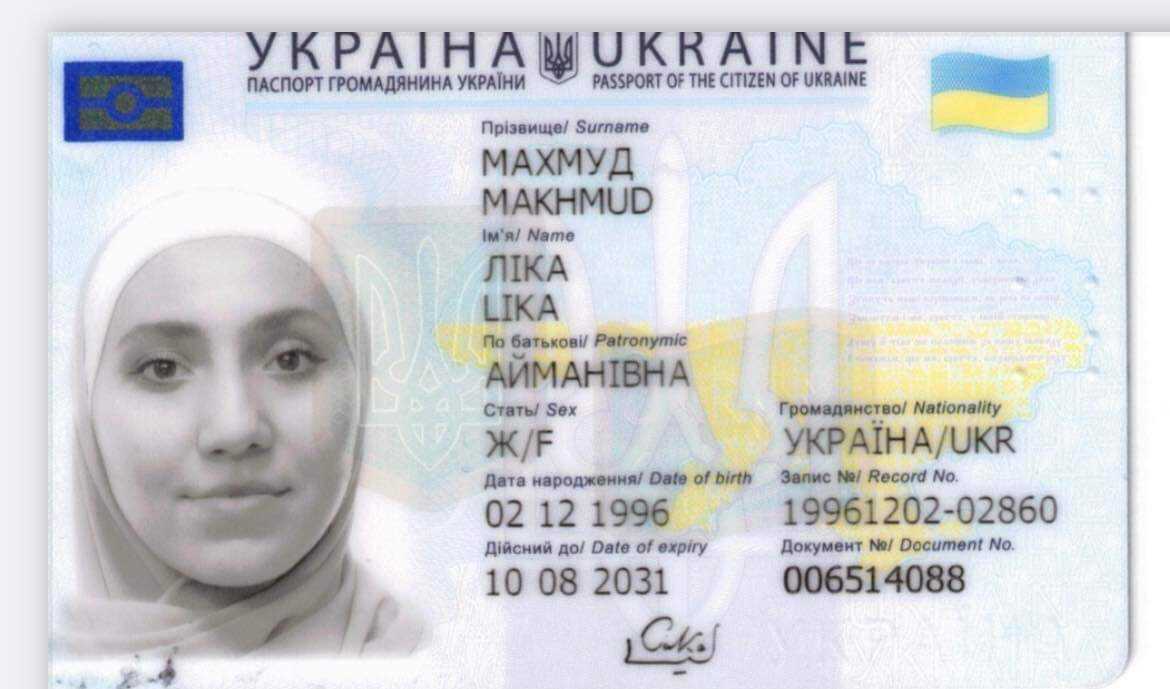 УКРАЇНА UKRAINE
ПАСПОРТ ГРОМАДЯНИНА УКРАЇНИ PASSPORT OF THE CITIZEN OF UKRAINE
Прізвище/ Surname
МАХМУД
MAKHMUD
Ім'я/ Name
ЛІКА
LIKA
По батькові/ Patronymic
АЙМАНІВНА
Стать/ Sex Громадянство/ Nationality
Ж/F УКРАЇНА/UKR
Дата народження/ Date of birth Запис №/ Record No.
02 12 1996 19961202-02860
Дійсний до/ Date of expiry Документ №/ Document No.
10 08 2031 006514088